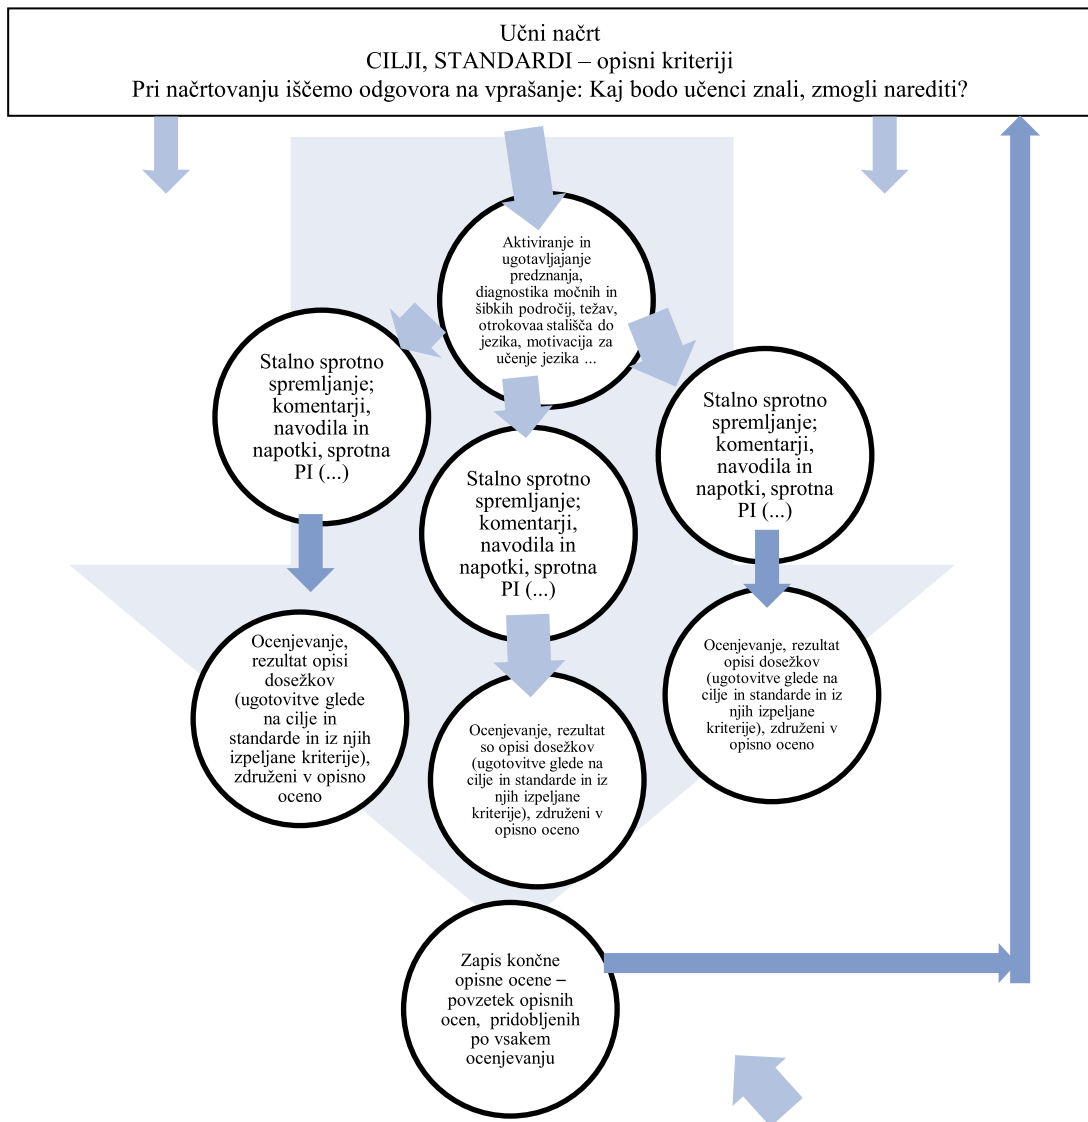 Učni načrt
CILJI, STANDARDI – opisni kriteriji
Pri načrtovanju iščemo odgovora na vprašanje: Kaj bodo učenci znali, zmogli narediti?
Aktiviranje in
ugotavljajanje
predznanja,
diagnostika močnih in
šibkih področij, težav,
otrokovaa stališča do
jezika, motivacija za
učenje jezika ...
Stalno sprotno
spremljanje;
komentarji,
navodila in
napotki, sprotna
PI (...)
Stalno sprotno
spremljanje;
komentarji,
navodila in
napotki, sprotna
PI (...)
Stalno sprotno
spremljanje;
komentarji,
navodila in
napotki, sprotna
PI (...)
Ocenjevanje,
rezultat opisi
dosežkov
(ugotovitve glede
na cilje in
standarde in iz njih
izpeljane kriterije),
združeni v opisno
oceno
Ocenjevanje, rezultat
so opisi dosežkov
(ugotovitve glede na
cilje in standarde in iz
njih izpeljane
kriterije), združeni v
opisno oceno
Ocenjevanje, rezultat
opisi dosežkov
(ugotovitve glede na
cilje in standarde in iz
njih izpeljane
kriterije), združeni v
opisno oceno
Zapis končne
opisne ocene –
povzetek opisnih
ocen, pridobljenih
po vsakem
ocenjevanju